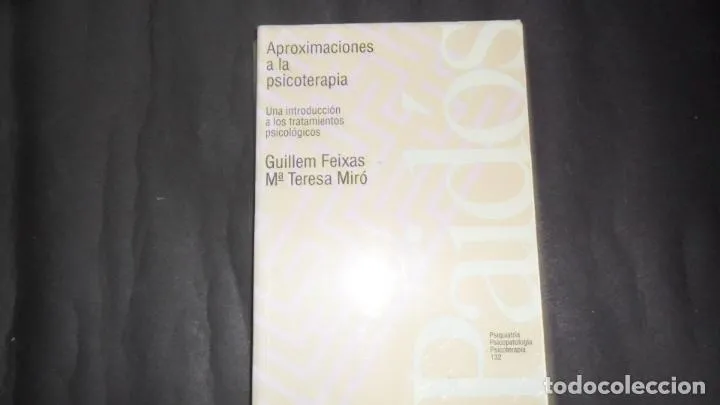 Aproximaciones
a la
psicoterapia
Una introducción
a los tratamientos
psicológicos
Guillem Feixas
Mª Teresa Miró
Paidós
Psiquiatría
Psicopatología
Psicoterapia
132
todocoleccion